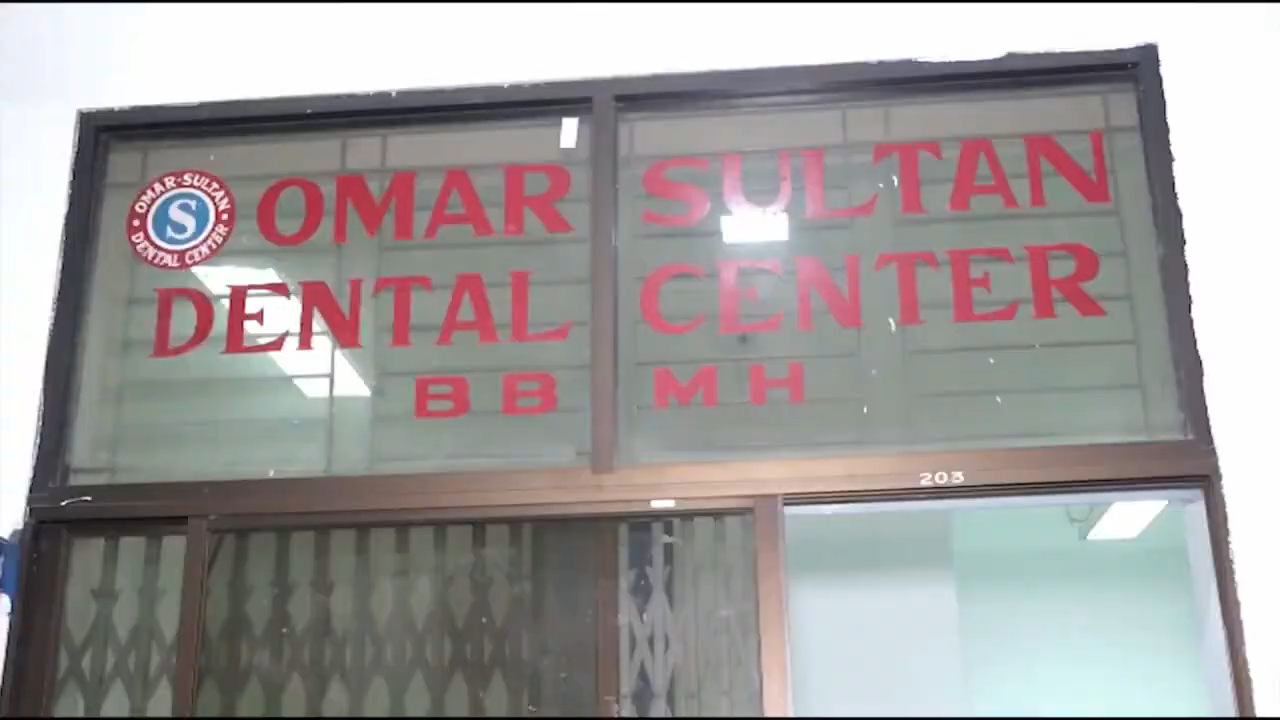 OMAR-SULTAN
S
DENTAL CENTER
OMAR SULTAN
DENTAL CENTER
BB MH
203